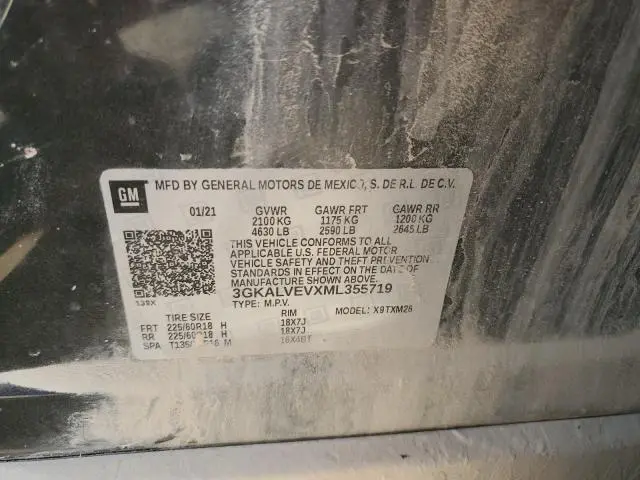 GM MFD BY GENERAL MOTORS DE MEXICO, S. DE R.L. DE C.V.
01/21 GVWR GAWR FRT GAWR RR
2100 KG 1175 KG 1200 KG
4630 LB 2590 LB 2645 LB
THIS VEHICLE CONFORMS TO ALL
APPLICABLE U.S. FEDERAL MOTOR
VEHICLE SAFETY AND THEFT PREVENTION
STANDARDS IN EFFECT ON THE DATE OF
MANUFACTURE SHOWN ABOVE.
139X 3GKALVEVXML355719
TYPE: M.P.V. MODEL: X9TXM26
TIRE SIZE RIM
FRT 225/60R18 H 18X7J
RR 225/60R18 H 18X7J
SPA M 16X4BT